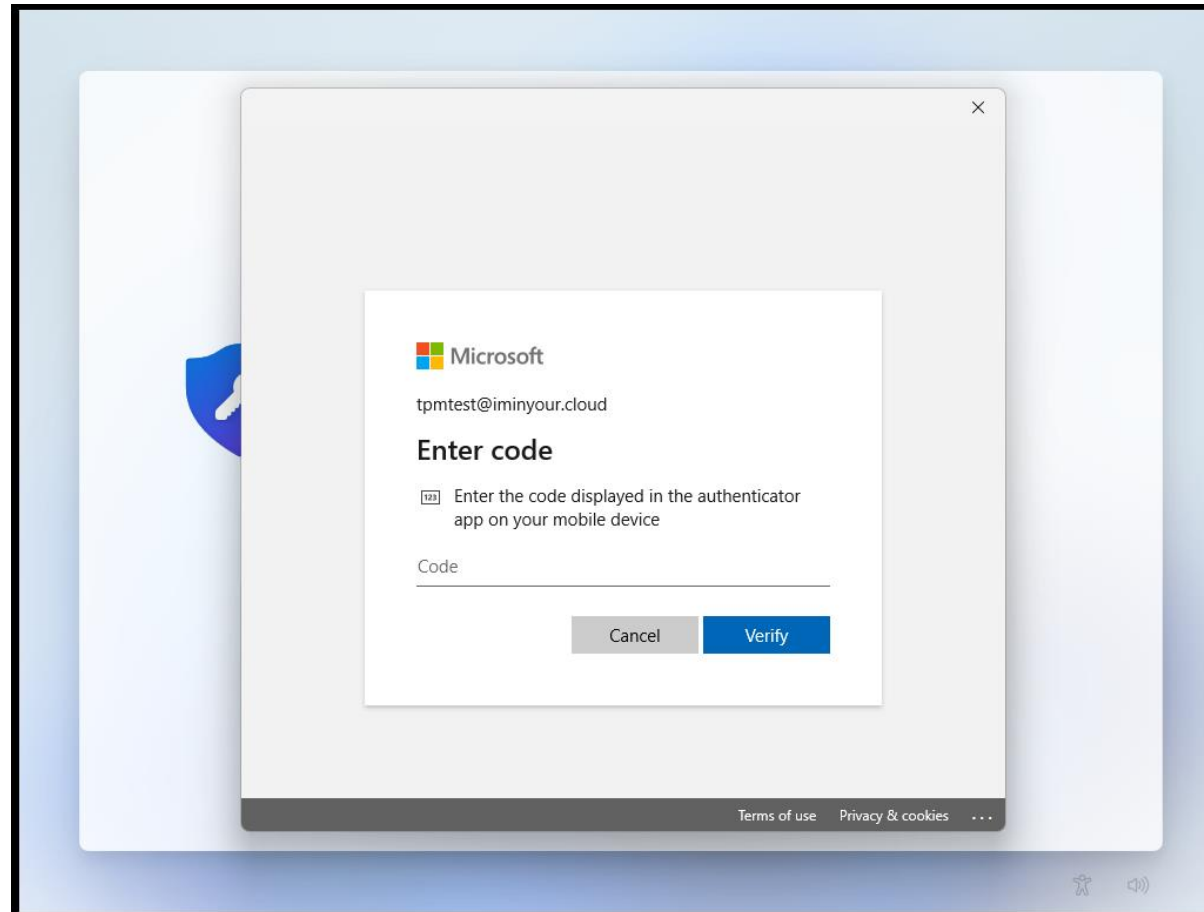 Microsoft
tpmtest@iminyour.cloud
Enter code
123
Enter the code displayed in the authenticator
app on your mobile device
Code
Cancel Verify
Terms of use Privacy & cookies ...